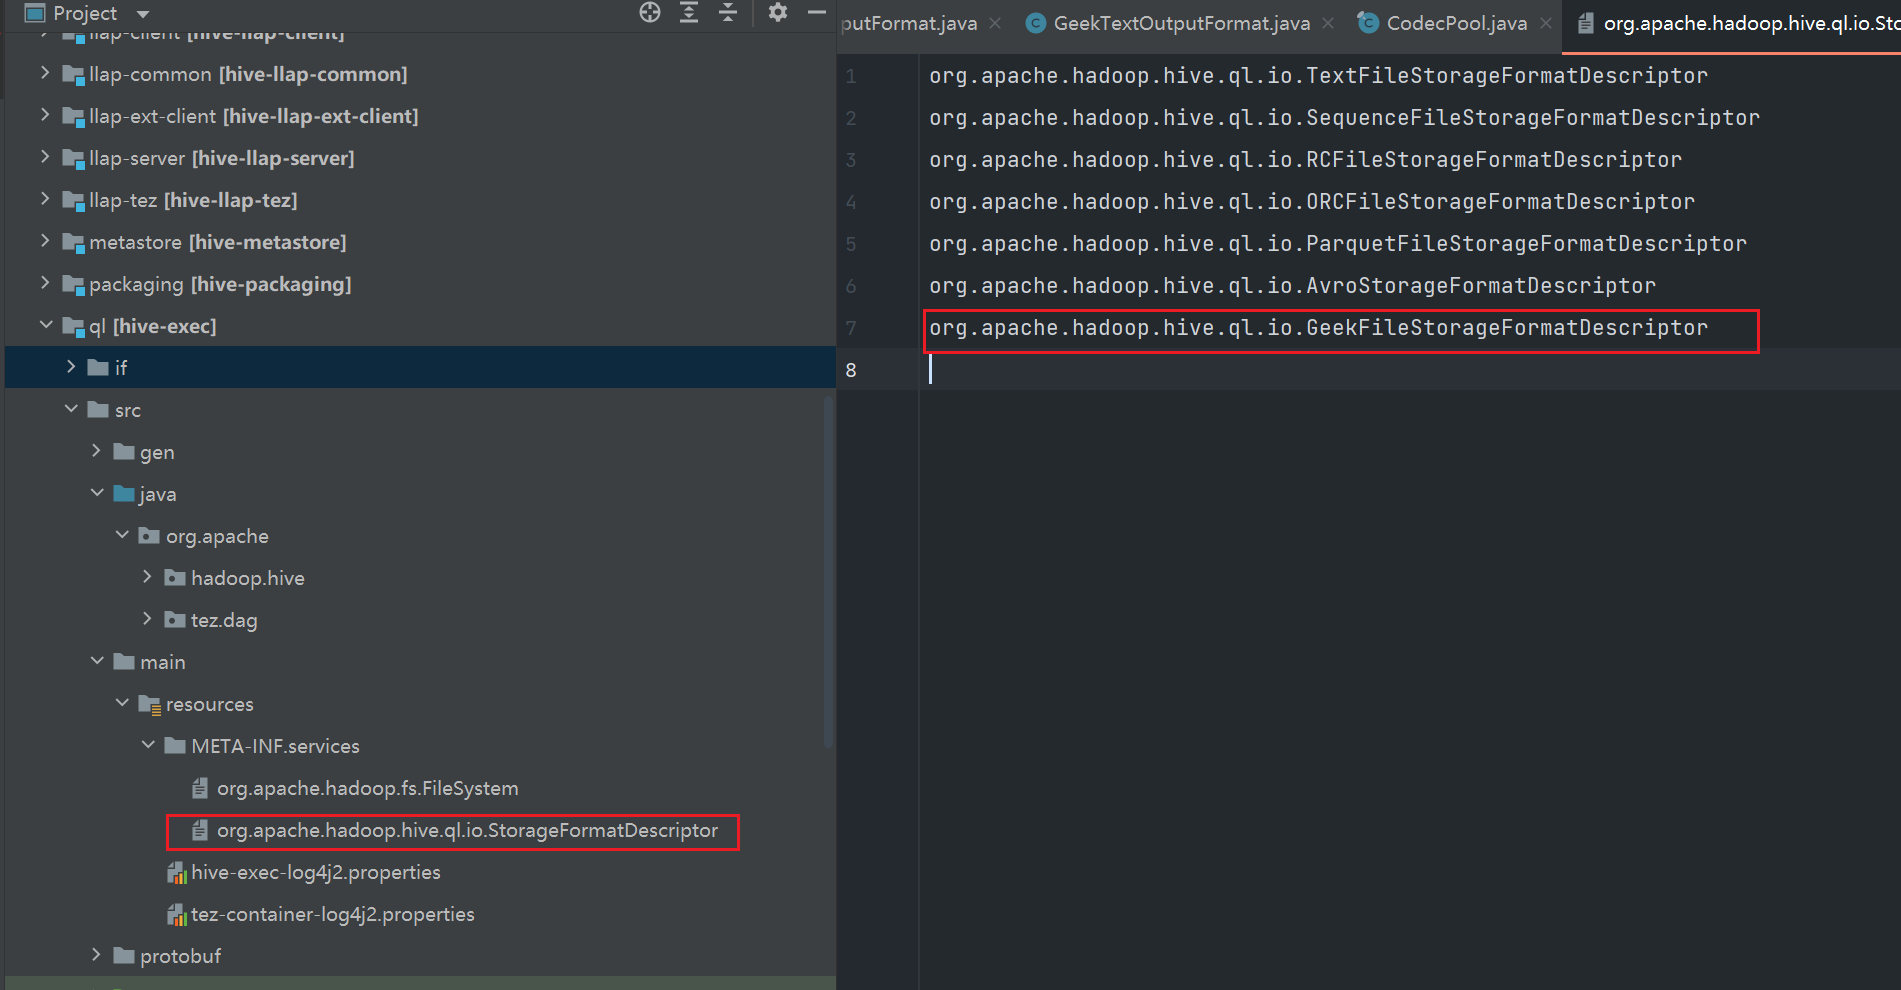 Project
llap-client [hive-llap-client]
llap-common [hive-llap-common]
llap-ext-client [hive-llap-ext-client]
llap-server [hive-llap-server]
llap-tez [hive-llap-tez]
metastore [hive-metastore]
packaging [hive-packaging]
ql [hive-exec]
if
src
gen
java
org.apache
hadoop.hive
tez.dag
main
resources
META-INF.services
org.apache.hadoop.fs.FileSystem
org.apache.hadoop.hive.ql.io.StorageFormatDescriptor
hive-exec-log4j2.properties
tez-container-log4j2.properties
protobuf
putFormat.java GeekTextOutputFormat.java CodecPool.java org.apache.hadoop.hive.ql.io.Sto
1 org.apache.hadoop.hive.ql.io.TextFileStorageFormatDescriptor
2 org.apache.hadoop.hive.ql.io.SequenceFileStorageFormatDescriptor
3 org.apache.hadoop.hive.ql.io.RCFileStorageFormatDescriptor
4 org.apache.hadoop.hive.ql.io.ORCFileStorageFormatDescriptor
5 org.apache.hadoop.hive.ql.io.ParquetFileStorageFormatDescriptor
6 org.apache.hadoop.hive.ql.io.AvroStorageFormatDescriptor
7 org.apache.hadoop.hive.ql.io.GeekFileStorageFormatDescriptor
8